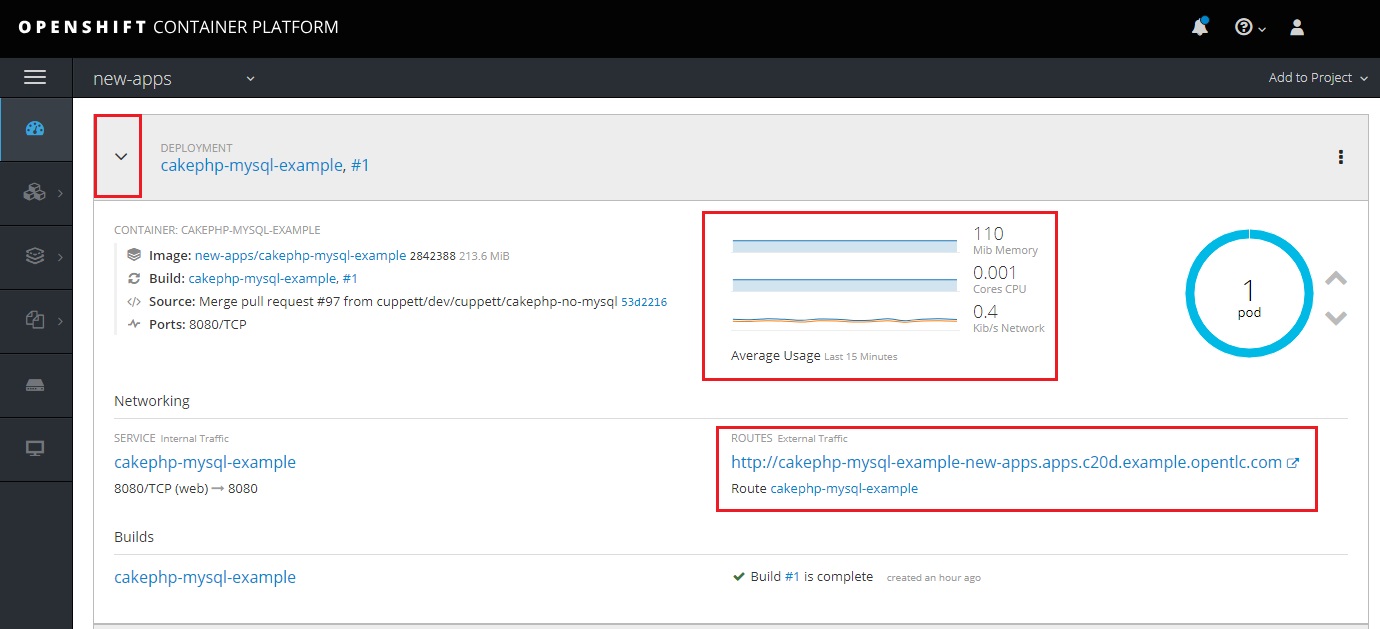 OPENSHIFT CONTAINER PLATFORM
new-apps
Add to Project
DEPLOYMENT
cakephp-mysql-example, #1
CONTAINER: CAKEPHP-MYSQL-EXAMPLE
Image: new-apps/cakephp-mysql-example 2842388 213.6 MiB
Build: cakephp-mysql-example, #1
Source: Merge pull request #97 from cuppett/dev/cuppett/cakephp-no-mysql 53d2216
Ports: 8080/TCP
110
Mib Memory
0.001
Cores CPU
0.4
Kib/s Network
Average Usage Last 15 Minutes
1
pod
Networking
SERVICE Internal Traffic
cakephp-mysql-example
8080/TCP (web) → 8080
ROUTES External Traffic
http://cakephp-mysql-example-new-apps.apps.c20d.example.opentlc.com
Route cakephp-mysql-example
Builds
cakephp-mysql-example
Build #1 is complete created an hour ago